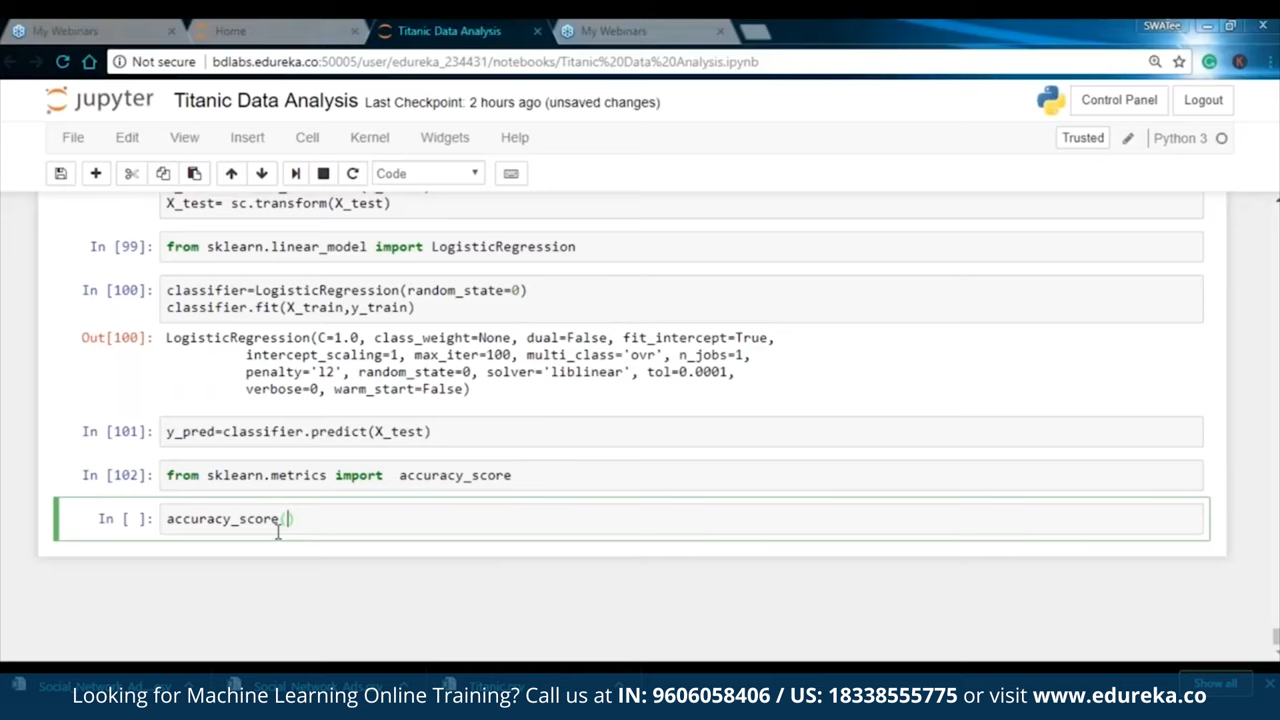 My Webinars
Home
Titanic Data Analysis
My Webinars
SWATee
Not secure | bdlabs.edureka.co:50005/user/edureka_234431/notebooks/Titanic%20Data%20Analysis.ipynb
jupyter Titanic Data Analysis Last Checkpoint: 2 hours ago (unsaved changes)
Control Panel
Logout
File Edit View Insert Cell Kernel Widgets Help
Trusted
Python 3
Code
X_test= sc.transform(X_test)
In [99]: from sklearn.linear_model import LogisticRegression
In [100]: classifier=LogisticRegression(random_state=0)
classifier.fit(X_train,y_train)
Out[100]: LogisticRegression(C=1.0, class_weight=None, dual=False, fit_intercept=True,
intercept_scaling=1, max_iter=100, multi_class='ovr', n_jobs=1,
penalty='l2', random_state=0, solver='liblinear', tol=0.0001,
verbose=0, warm_start=False)
In [101]: y_pred=classifier.predict(X_test)
In [102]: from sklearn.metrics import  accuracy_score
In [ ]: accuracy_score()
Show all
Looking for Machine Learning Online Training? Call us at IN: 9606058406 / US: 18338555775 or visit www.edureka.co